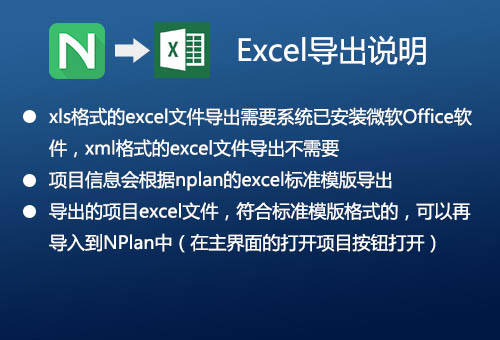 N
X
Excel导出说明
xls格式的excel文件导出需要系统已安装微软Office软
件，xml格式的excel文件导出不需要
项目信息会根据nplan的excel标准模版导出
导出的项目excel文件，符合标准模版格式的，可以再
导入到NPlan中（在主界面的打开项目按钮打开）